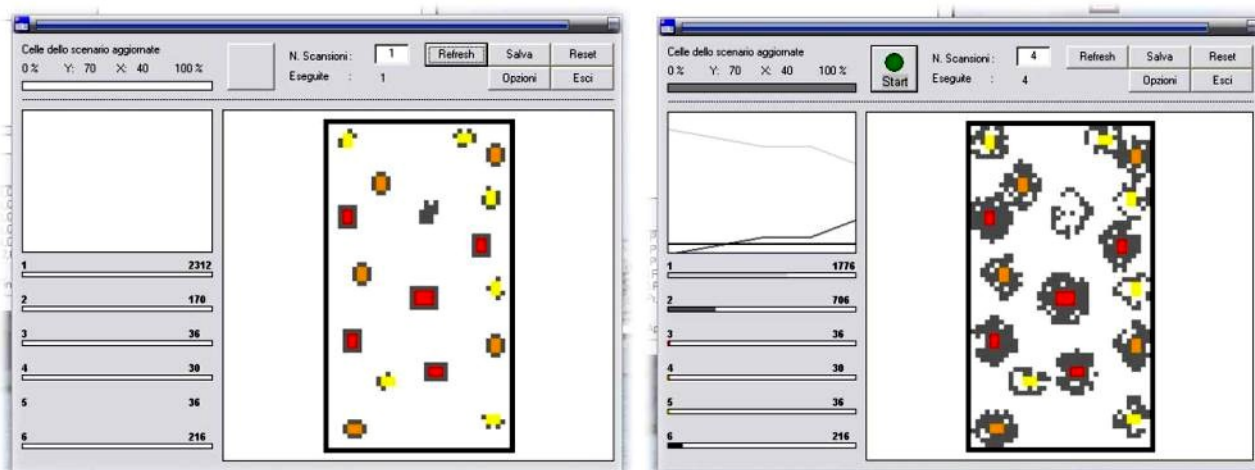 Celle dello scenario aggiornate
0 % Y: 70 X: 40 100 %
N. Scansioni: 1
Eseguite : 1
Refresh Salva Reset
Opzioni Esci
1 2312
2 170
3 36
4 30
5 36
6 216
Celle dello scenario aggiornate
0 % Y: 70 X: 40 100 %
Start
N. Scansioni: 4
Eseguite : 4
Refresh Salva Reset
Opzioni Esci
1 1776
2 706
3 36
4 30
5 36
6 216